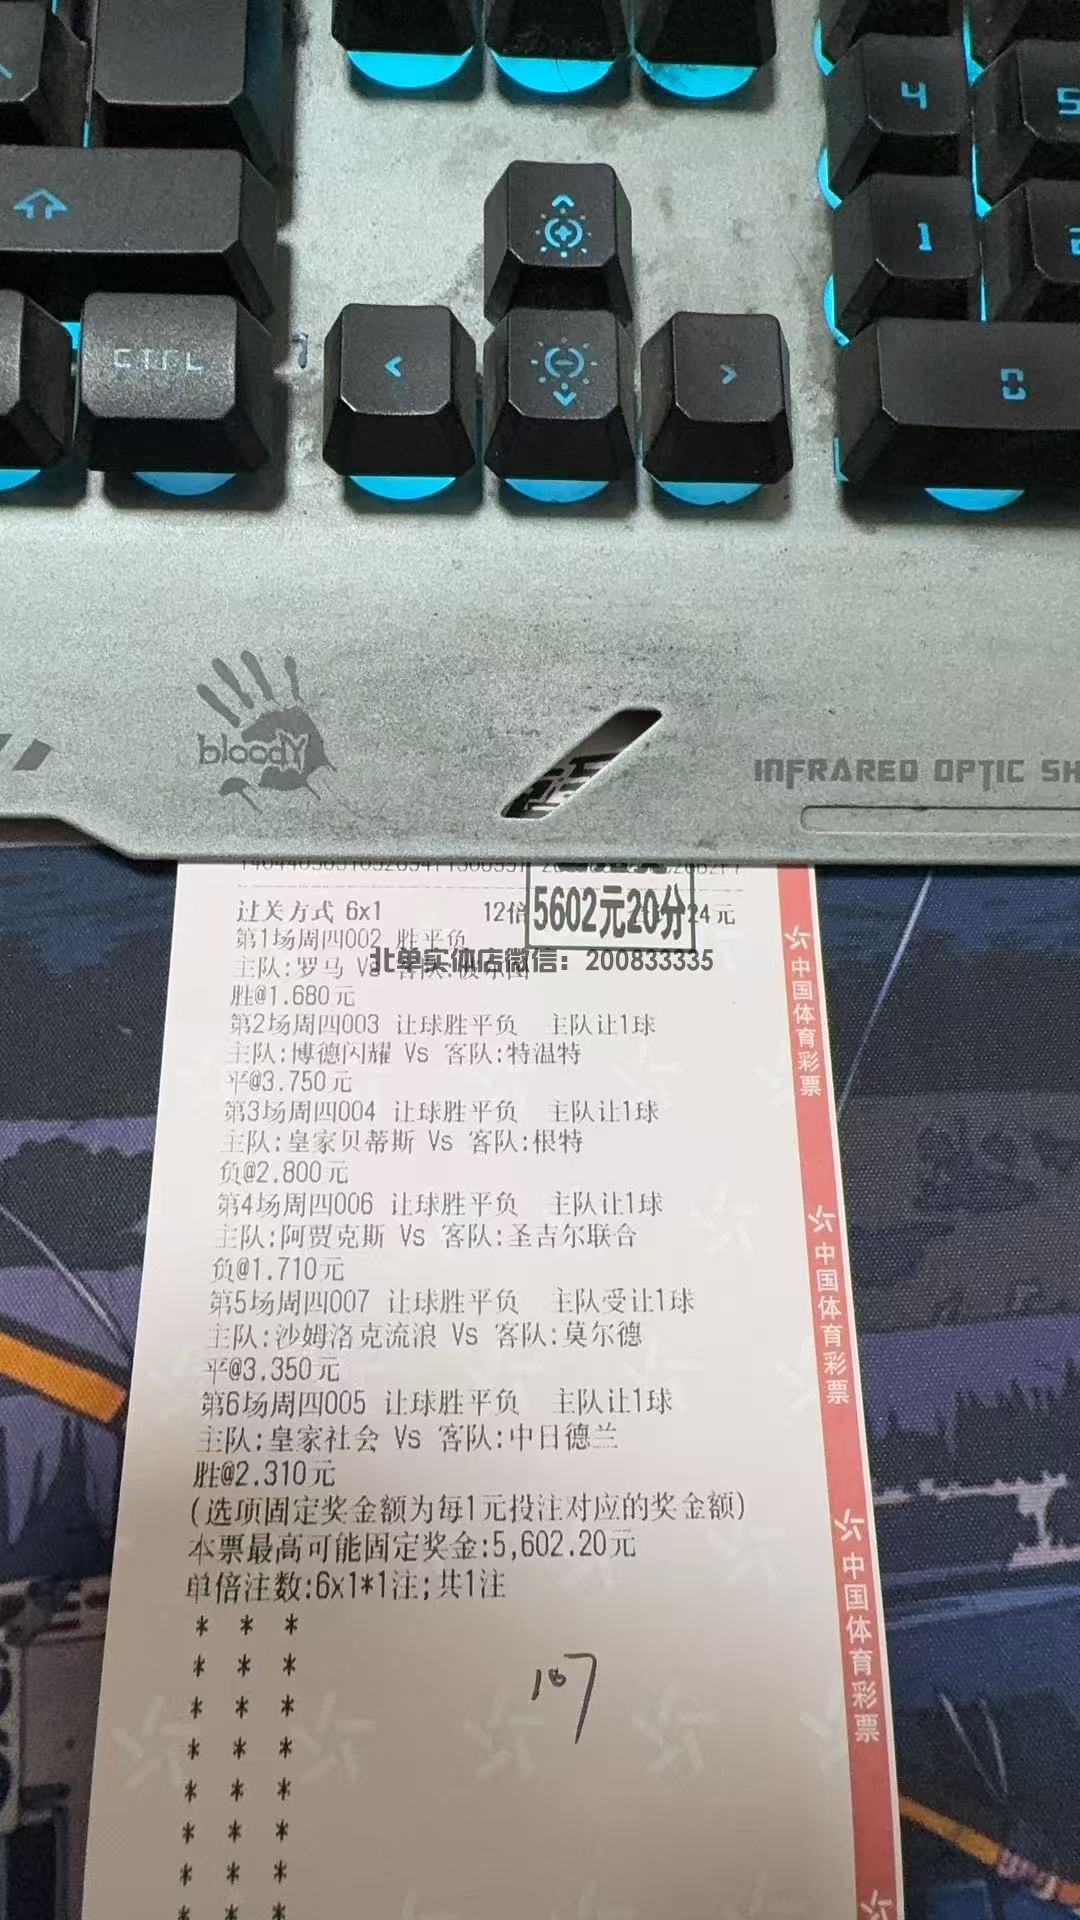 4
5
1
CTRL
0
bloody
INFRARED OPTIC SH
过关方式 6x1 12倍 24元
5602元20分
第1场周四002 胜平负
北单实体店微信：200833335
主队:罗马 Vs
胜@1.680元
第2场周四003 让球胜平负 主队让1球
主队:博德闪耀 Vs 客队:特温特
平@3.750元
第3场周四004 让球胜平负 主队让1球
主队:皇家贝蒂斯 Vs 客队:根特
负@2.800元
第4场周四006 让球胜平负 主队让1球
主队:阿贾克斯 Vs 客队:圣吉尔联合
负@1.710元
第5场周四007 让球胜平负 主队受让1球
主队:沙姆洛克流浪 Vs 客队:莫尔德
平@3.350元
第6场周四005 让球胜平负 主队让1球
主队:皇家社会 Vs 客队:中日德兰
胜@2.310元
(选项固定奖金额为每1元投注对应的奖金额)
本票最高可能固定奖金:5,602.20元
单倍注数:6x1*1注;共1注
* * *
* * *
* * *
* * *
* * *
* * *
* * *
* * *
107
中国体育彩票
中国体育彩票
中国体育彩票